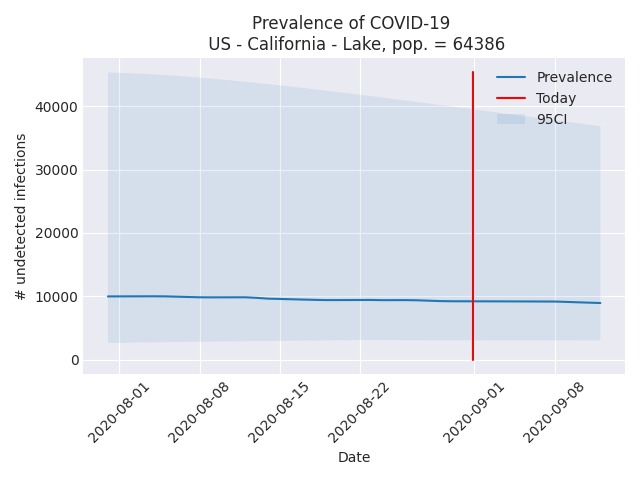 Prevalence of COVID-19
US - California - Lake, pop. = 64386
Prevalence
Today
95CI
# undetected infections
40000
30000
20000
10000
0
2020-08-01
2020-08-08
2020-08-15
2020-08-22
2020-09-01
2020-09-08
Date